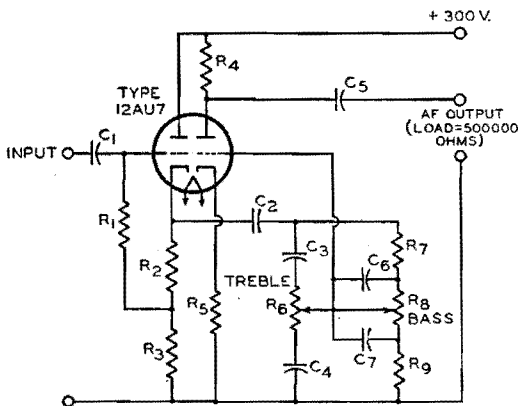 + 300 V.
R4
TYPE
12AU7
C5
C1
AF OUTPUT
(LOAD=500000
OHMS)
INPUT
C2
R1
R7
C3
C6
R2
TREBLE
R8
R6
BASS
R5
C7
R3
C4
R9